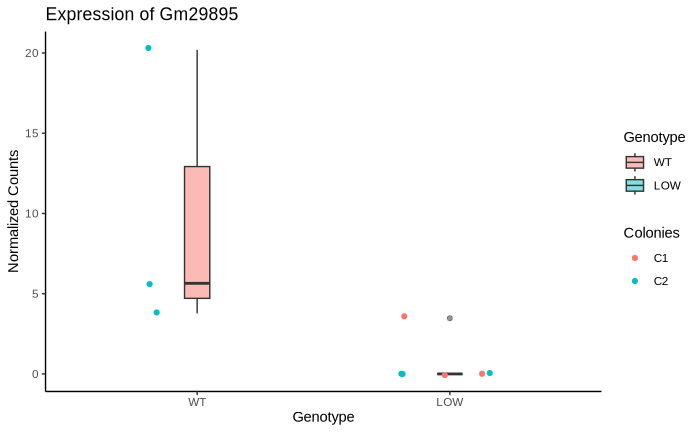 Expression of Gm29895
Normalized Counts
20
15
10
5
0
WT
LOW
Genotype
Genotype
WT
LOW
Colonies
C1
C2